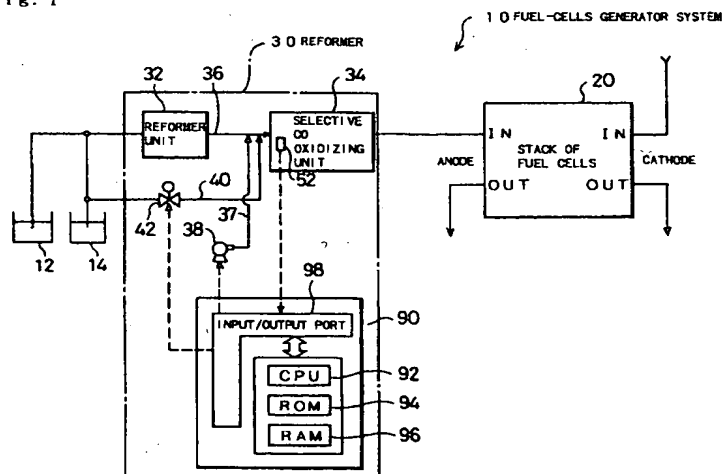 Fig. 1
10 FUEL-CELLS GENERATOR SYSTEM
30 REFORMER
32
36
34
20
REFORMER
UNIT
SELECTIVE
CO
OXIDIZING
UNIT
52
IN
IN
ANODE
STACK OF
FUEL CELLS
CATHODE
OUT
OUT
40
42
37
38
12
14
98
INPUT/OUTPUT PORT
90
CPU
92
ROM
94
RAM
96